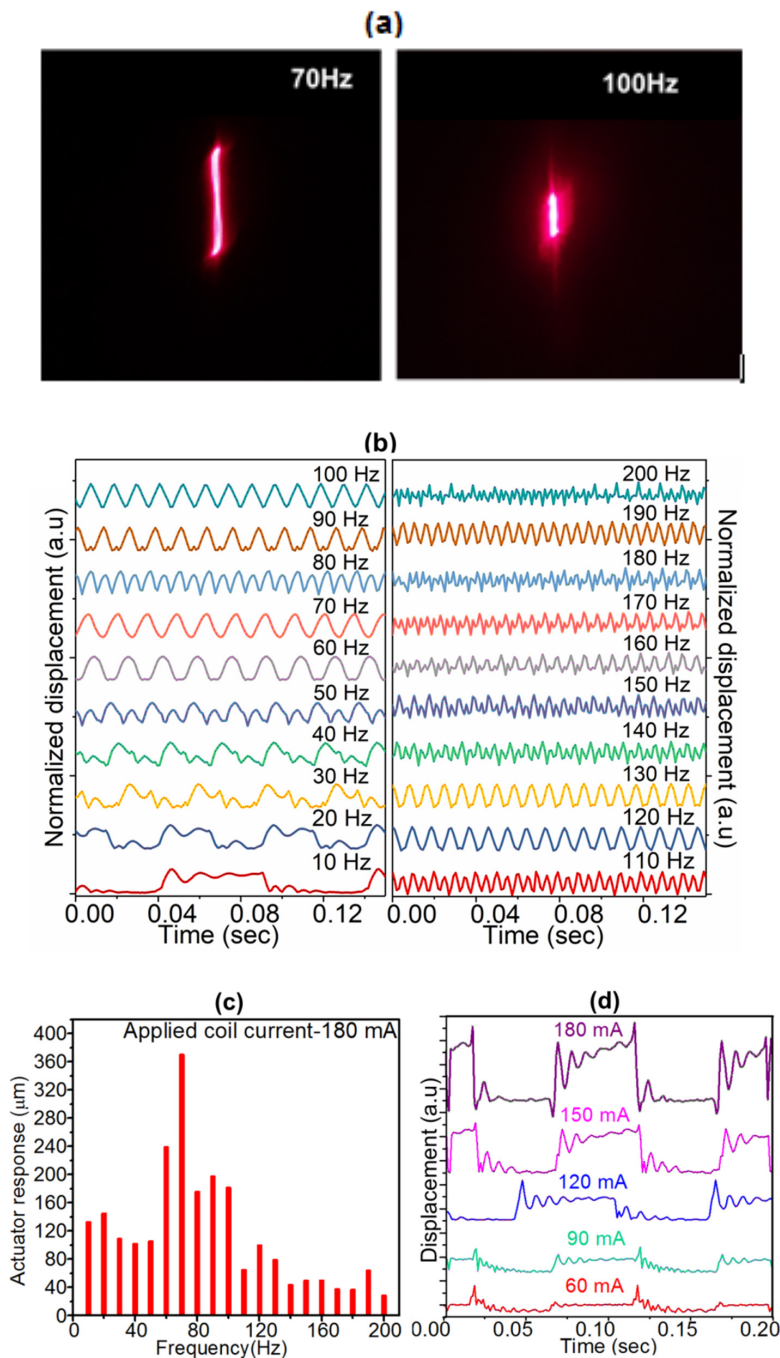 (a)
70Hz
100Hz
(b)
Normalized displacement (a.u)
100 Hz
90 Hz
80 Hz
70 Hz
60 Hz
50 Hz
40 Hz
30 Hz
20 Hz
10 Hz
0.00 0.04 0.08 0.12
Time (sec)
200 Hz
190 Hz
180 Hz
170 Hz
160 Hz
150 Hz
140 Hz
130 Hz
120 Hz
110 Hz
0.00 0.04 0.08 0.12
Time (sec)
Normalized displacement (a.u)
(c)
Applied coil current-180 mA
Actuator response (μm)
400
360
320
280
240
200
160
120
80
40
0
0 40 80 120 160 200
Frequency(Hz)
(d)
Displacement (a.u)
180 mA
150 mA
120 mA
90 mA
60 mA
0.00 0.05 0.10 0.15 0.20
Time (sec)